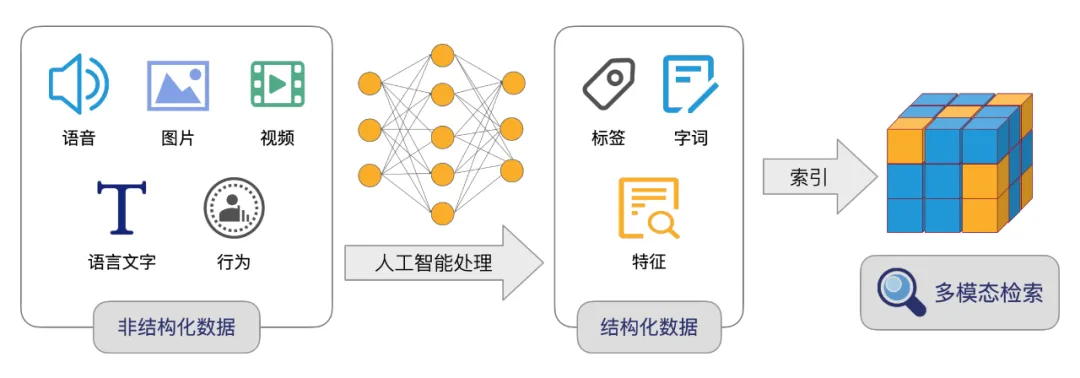 语音
图片
视频
语言文字
行为
非结构化数据
人工智能处理
标签
字词
特征
结构化数据
索引
多模态检索